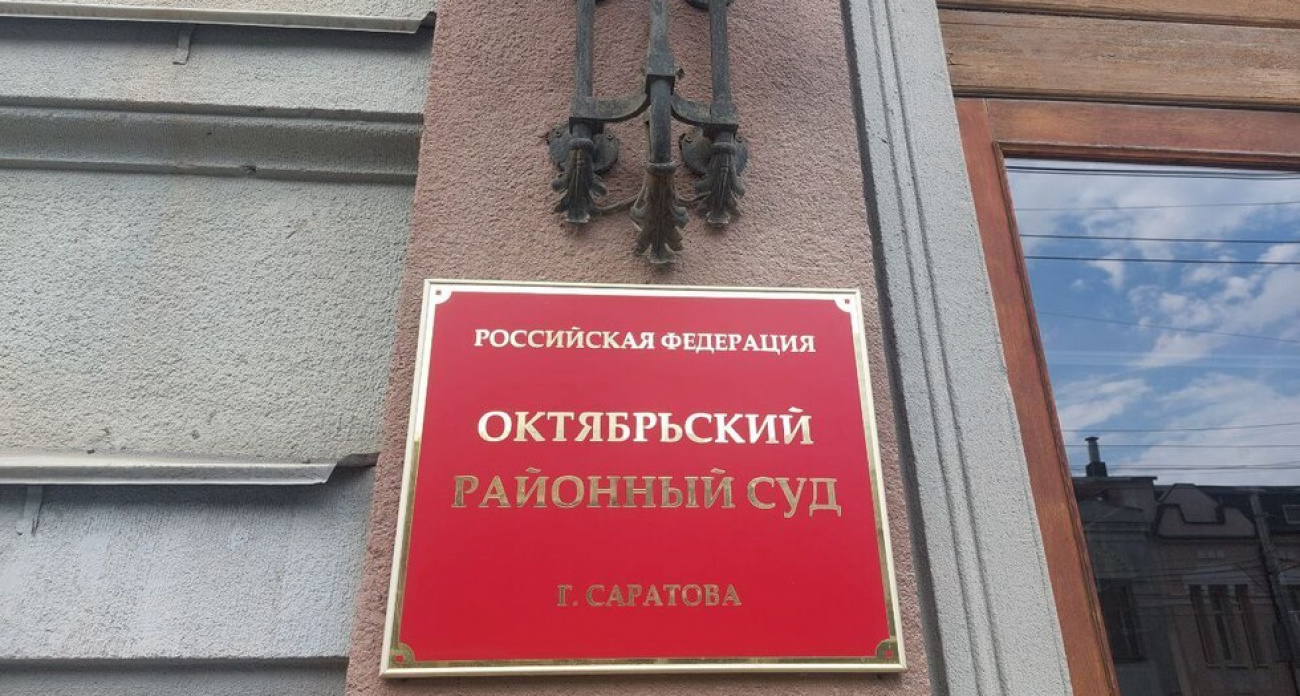 РОССИЙСКАЯ ФЕДЕРАЦИЯ
ОКТЯБРЬСКИЙ
РАЙОННЫЙ СУД
Г. САРАТОВА